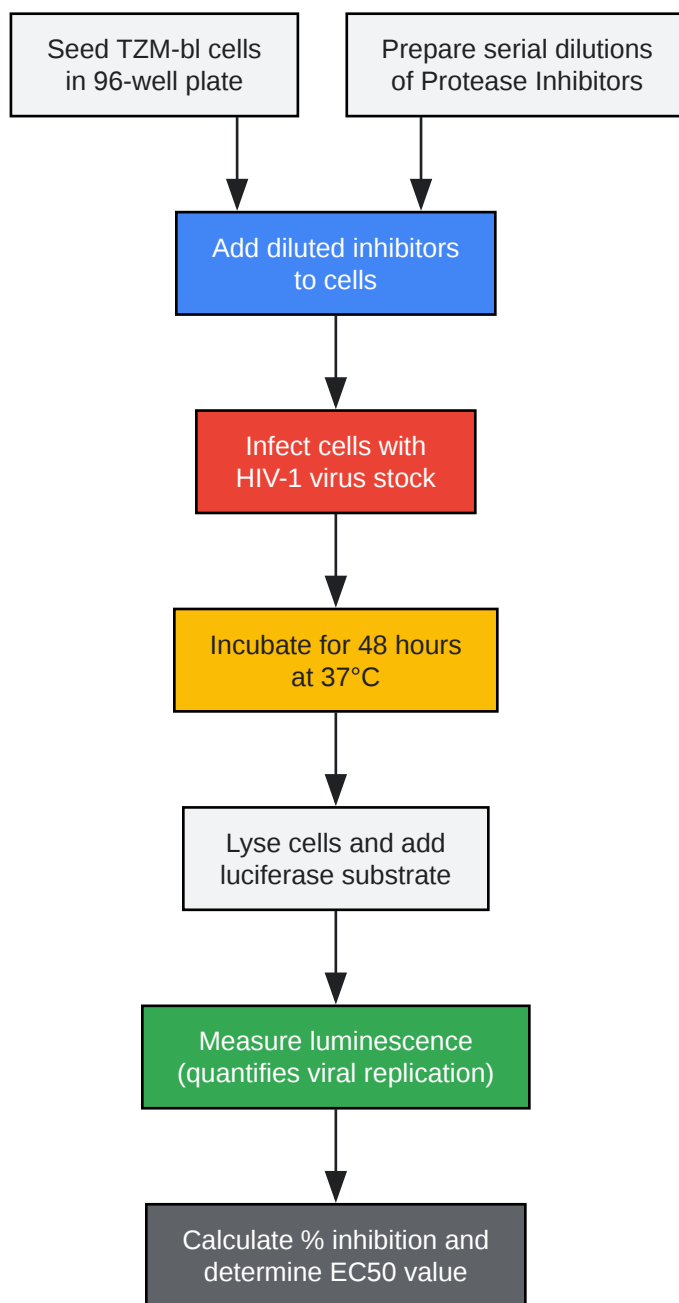 Seed TZM-bl cells
in 96-well plate
Prepare serial dilutions
of Protease Inhibitors
Add diluted inhibitors
to cells
Infect cells with
HIV-1 virus stock
Incubate for 48 hours
at 37°C
Lyse cells and add
luciferase substrate
Measure luminescence
(quantifies viral replication)
Calculate % inhibition and
determine EC50 value